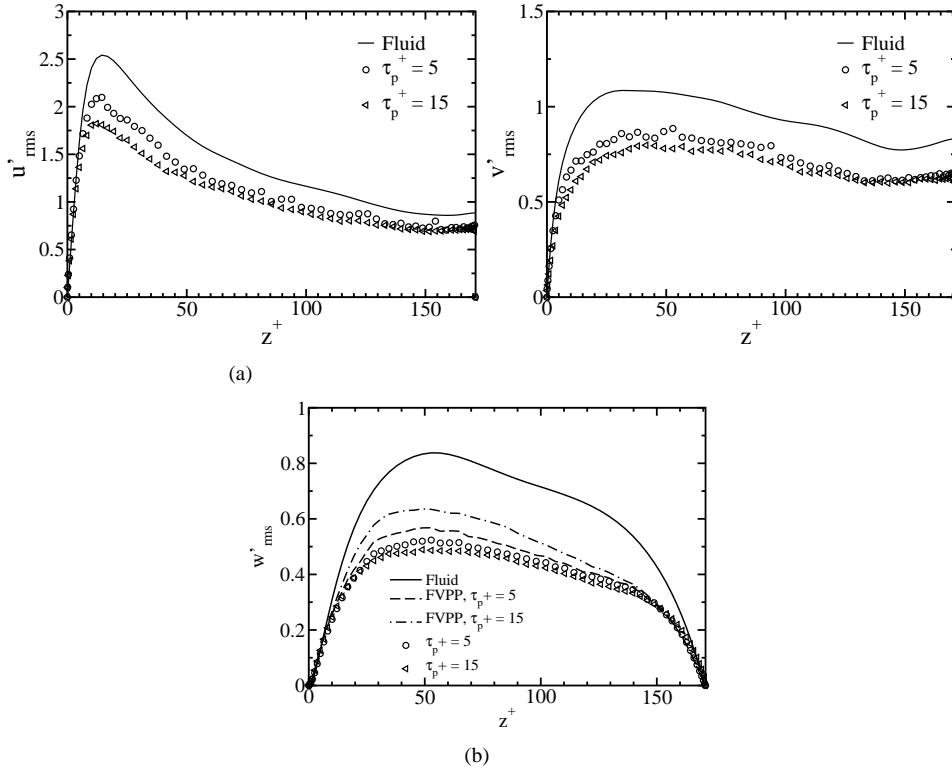 3
2.5
2
1.5
1
0.5
0
u'rms
0 50 100 150
z+
Fluid
τp+ = 5
τp+ = 15
(a)
1.5
1
0.5
0
v'rms
0 50 100 150
z+
Fluid
τp+ = 5
τp+ = 15
1
0.8
0.6
0.4
0.2
0
w'rms
Fluid
FVPP, τp+ = 5
FVPP, τp+ = 15
τp+ = 5
τp+ = 15
0 50 100 150
z+
(b)